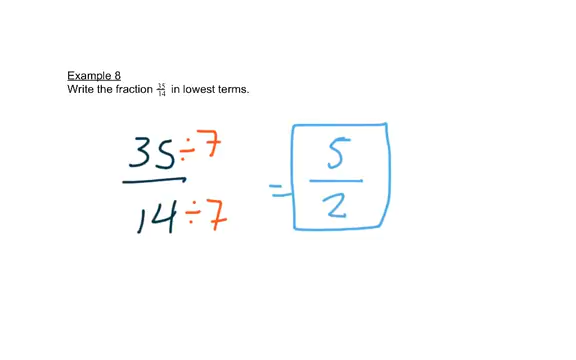 Example 8
Write the fraction 35/14 in lowest terms.
35÷7
14÷7
=
5
2